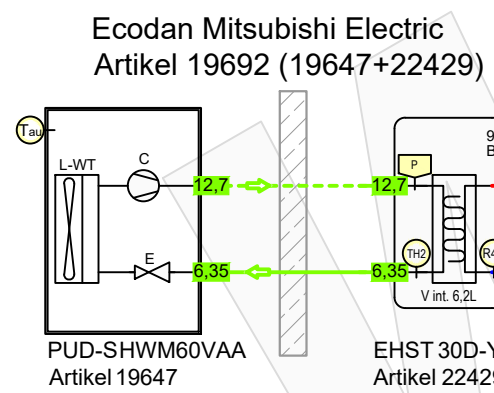 Ecodan Mitsubishi Electric
Artikel 19692 (19647+22429)
Tau
L-WT
C
E
12,7
12,7
6,35
6,35
P
TH2
V int. 6,2L
PUD-SHWM60VAA
Artikel 19647
EHST 30D-Y
Artikel 22429